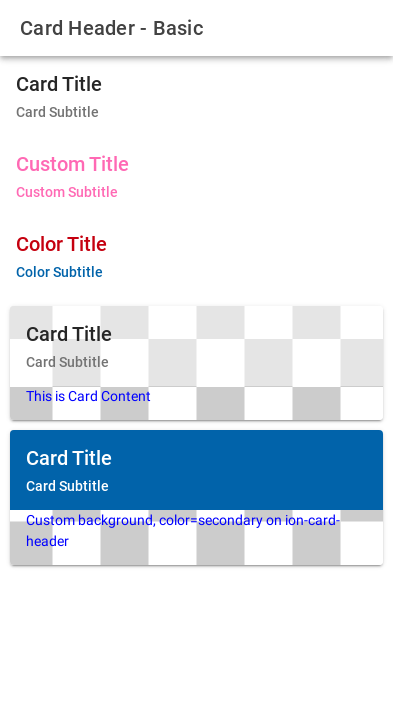 Card Header - Basic
Card Title
Card Subtitle
Custom Title
Custom Subtitle
Color Title
Color Subtitle
Card Title
Card Subtitle
This is Card Content
Card Title
Card Subtitle
Custom background, color=secondary on ion-card-
header